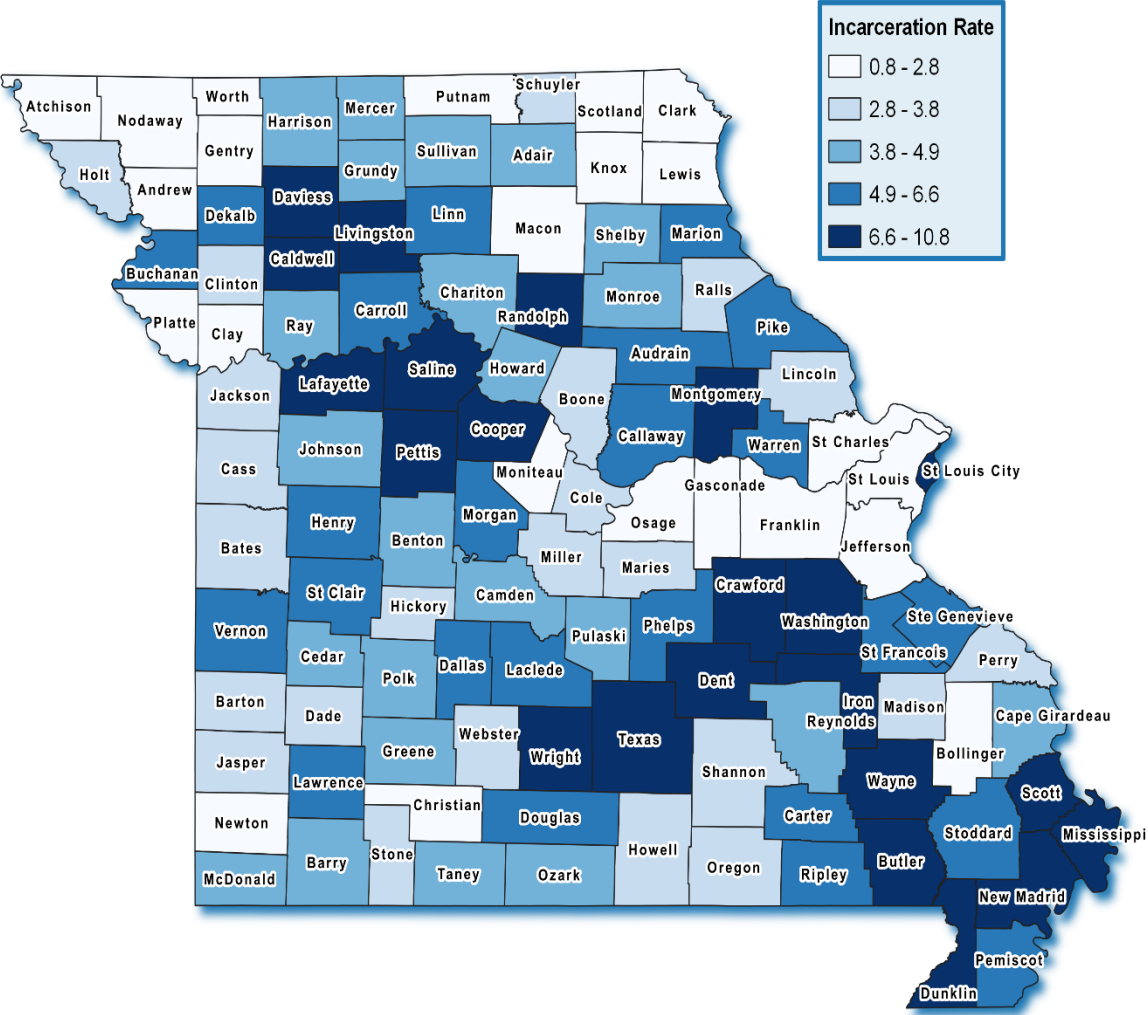 Incarceration Rate
0.8 - 2.8
2.8 - 3.8
3.8 - 4.9
4.9 - 6.6
6.6 - 10.8
Atchison
Nodaway
Worth
Harrison
Mercer
Putnam
Schuyler
Scotland
Clark
Gentry
Holt
Andrew
Sullivan
Adair
Knox
Lewis
Grundy
Daviess
Dekalb
Linn
Macon
Shelby
Marion
Livingston
Caldwell
Buchanan
Clinton
Chariton
Monroe
Ralls
Randolph
Carroll
Platte
Clay
Ray
Pike
Audrain
Howard
Saline
Lafayette
Lincoln
Jackson
Boone
Montgomery
Cooper
Callaway
Warren
St Charles
Johnson
Pettis
Cass
Moniteau
St Louis
St Louis City
Gasconade
Cole
Henry
Morgan
Osage
Franklin
Jefferson
Bates
Benton
Miller
Maries
Crawford
St Clair
Hickory
Camden
Washington
Ste Genevieve
Vernon
Pulaski
Phelps
St Francois
Cedar
Polk
Dallas
Laclede
Dent
Perry
Barton
Dade
Iron
Reynolds
Madison
Cape Girardeau
Webster
Greene
Wright
Texas
Bollinger
Jasper
Lawrence
Shannon
Wayne
Scott
Newton
Christian
Douglas
Carter
Stoddard
Mississippi
Howell
Stone
Barry
McDonald
Taney
Ozark
Oregon
Ripley
Butler
New Madrid
Pemiscot
Dunklin